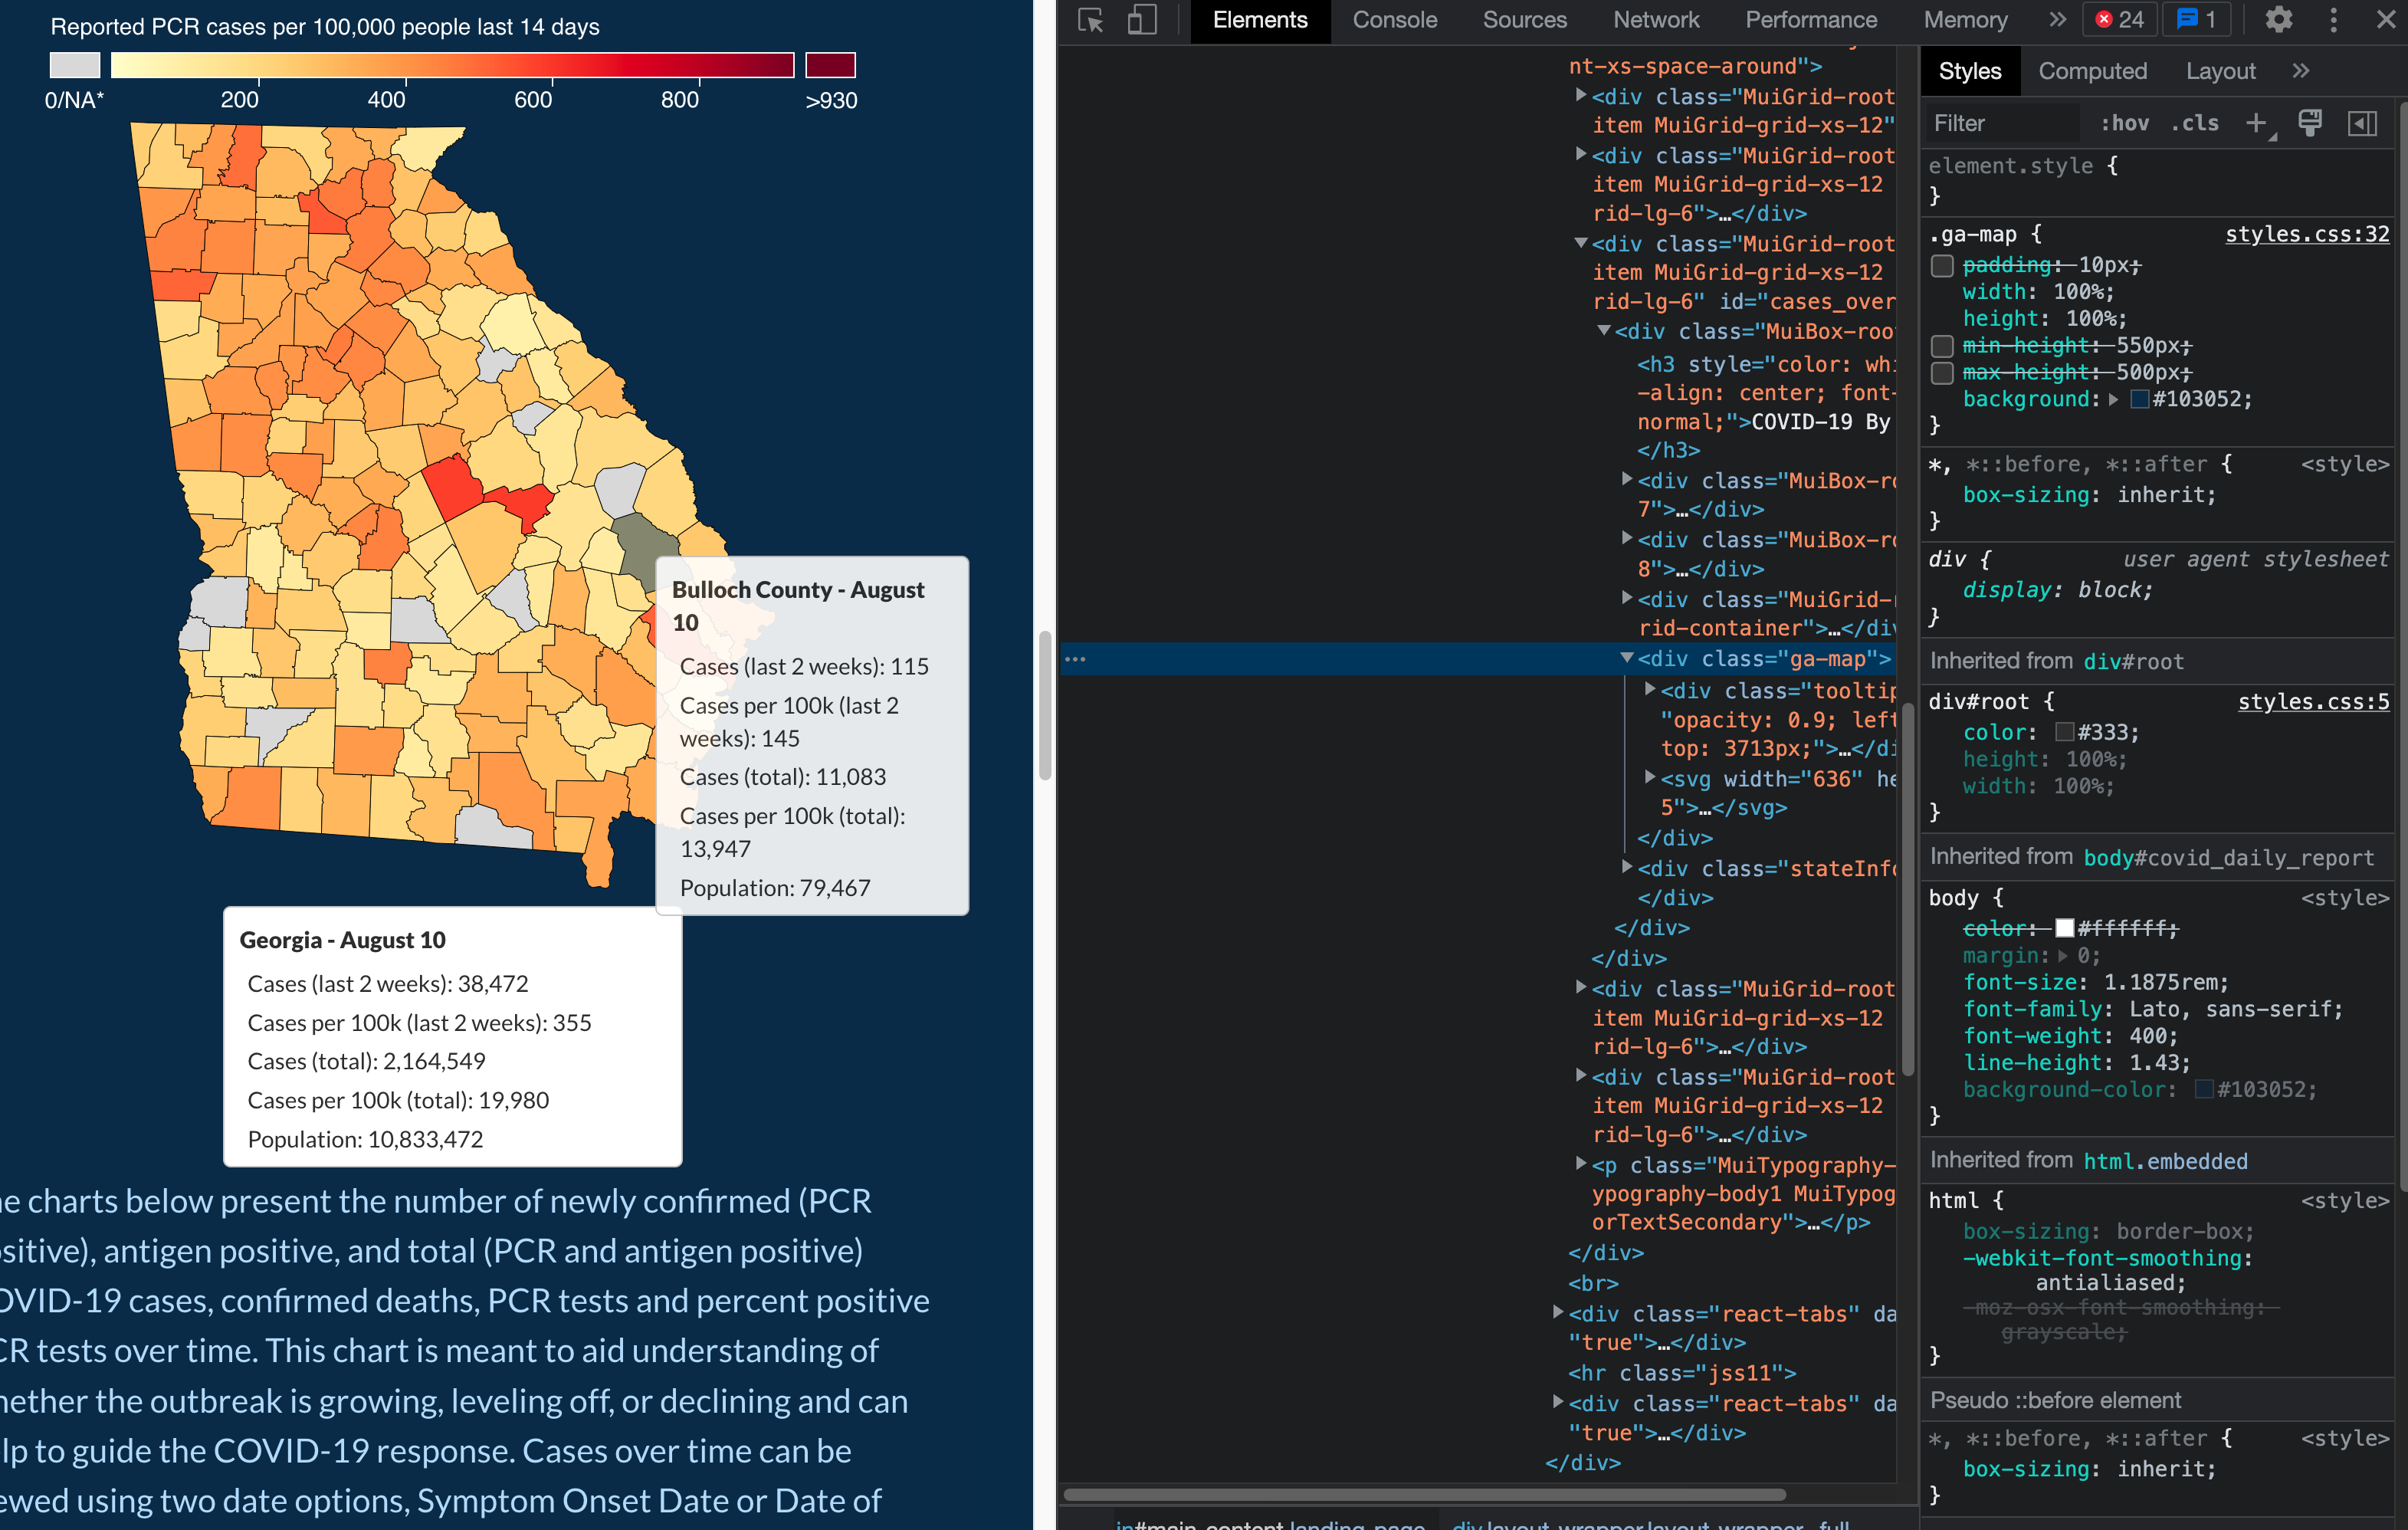 Reported PCR cases per 100,000 people last 14 days
0/NA* 200 400 600 800 >930
Bulloch County - August
10
Cases (last 2 weeks): 115
Cases per 100k (last 2
weeks): 145
Cases (total): 11,083
Cases per 100k (total):
13,947
Population: 79,467
Georgia - August 10
Cases (last 2 weeks): 38,472
Cases per 100k (last 2 weeks): 355
Cases (total): 2,164,549
Cases per 100k (total): 19,980
Population: 10,833,472
e charts below present the number of newly confirmed (PCR
sitive), antigen positive, and total (PCR and antigen positive)
OVID-19 cases, confirmed deaths, PCR tests and percent positive
CR tests over time. This chart is meant to aid understanding of
hether the outbreak is growing, leveling off, or declining and can
lp to guide the COVID-19 response. Cases over time can be
ewed using two date options, Symptom Onset Date or Date of
Elements Console Sources Network Performance Memory 24 1
nt-xs-space-around">
<div class="MuiGrid-root
item MuiGrid-grid-xs-12"
<div class="MuiGrid-root
item MuiGrid-grid-xs-12
rid-lg-6">…</div>
<div class="MuiGrid-root
item MuiGrid-grid-xs-12
rid-lg-6" id="cases_over
<div class="MuiBox-roo
<h3 style="color: whi
-align: center; font-
normal;">COVID-19 By
</h3>
<div class="MuiBox-ro
7">…</div>
<div class="MuiBox-ro
8">…</div>
<div class="MuiGrid-r
rid-container">…</div
<div class="ga-map">
<div class="tooltip
"opacity: 0.9; left
top: 3713px;">…</di
<svg width="636" he
5">…</svg>
</div>
<div class="stateInfo
</div>
</div>
</div>
<div class="MuiGrid-root
item MuiGrid-grid-xs-12
rid-lg-6">…</div>
<div class="MuiGrid-root
item MuiGrid-grid-xs-12
rid-lg-6">…</div>
<p class="MuiTypography-
ypography-body1 MuiTypog
orTextSecondary">…</p>
</div>
<br>
<div class="react-tabs" da
"true">…</div>
<hr class="jss11">
<div class="react-tabs" da
"true">…</div>
</div>
in#main_content.landing_page div.layout_wrapper.layout_wrapper--full
Styles Computed Layout
Filter :hov .cls
element.style {
}
.ga-map { styles.css:32
padding: 10px;
width: 100%;
height: 100%;
min-height: 550px;
max-height: 500px;
background: #103052;
}
*, *::before, *::after { <style>
box-sizing: inherit;
}
div { user agent stylesheet
display: block;
}
Inherited from div#root
div#root { styles.css:5
color: #333;
height: 100%;
width: 100%;
}
Inherited from body#covid_daily_report
body { <style>
color: #ffffff;
margin: 0;
font-size: 1.1875rem;
font-family: Lato, sans-serif;
font-weight: 400;
line-height: 1.43;
background-color: #103052;
}
Inherited from html.embedded
html { <style>
box-sizing: border-box;
-webkit-font-smoothing:
antialiased;
-moz-osx-font-smoothing:
grayscale;
}
Pseudo ::before element
*, *::before, *::after { <style>
box-sizing: inherit;
}